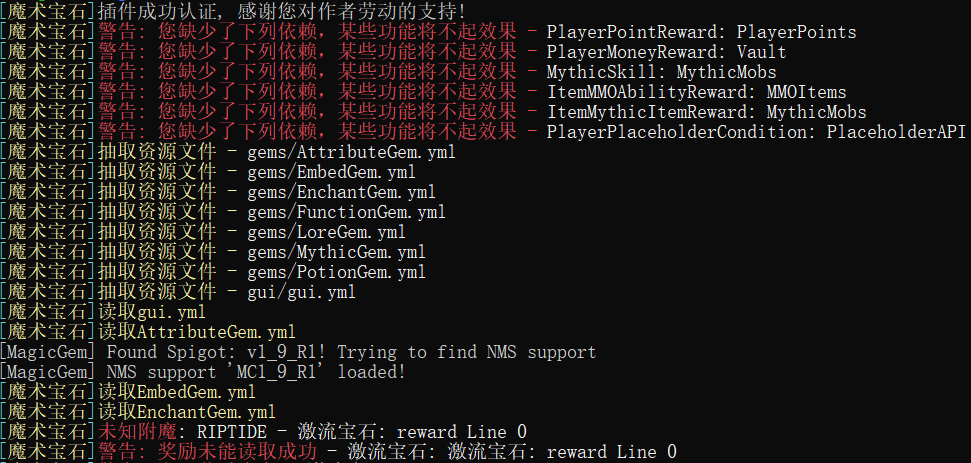 [魔术宝石]插件成功认证, 感谢您对作者劳动的支持!
[魔术宝石]警告: 您缺少了下列依赖, 某些功能将不起效果 - PlayerPointReward: PlayerPoints
[魔术宝石]警告: 您缺少了下列依赖, 某些功能将不起效果 - PlayerMoneyReward: Vault
[魔术宝石]警告: 您缺少了下列依赖, 某些功能将不起效果 - MythicSkill: MythicMobs
[魔术宝石]警告: 您缺少了下列依赖, 某些功能将不起效果 - ItemMMOAbilityReward: MMOItems
[魔术宝石]警告: 您缺少了下列依赖, 某些功能将不起效果 - ItemMythicItemReward: MythicMobs
[魔术宝石]警告: 您缺少了下列依赖, 某些功能将不起效果 - PlayerPlaceholderCondition: PlaceholderAPI
[魔术宝石]抽取资源文件 - gems/AttributeGem.yml
[魔术宝石]抽取资源文件 - gems/EmbedGem.yml
[魔术宝石]抽取资源文件 - gems/EnchantGem.yml
[魔术宝石]抽取资源文件 - gems/FunctionGem.yml
[魔术宝石]抽取资源文件 - gems/LoreGem.yml
[魔术宝石]抽取资源文件 - gems/MythicGem.yml
[魔术宝石]抽取资源文件 - gems/PotionGem.yml
[魔术宝石]抽取资源文件 - gui/gui.yml
[魔术宝石]读取gui.yml
[魔术宝石]读取AttributeGem.yml
[MagicGem] Found Spigot: v1_9_R1! Trying to find NMS support
[MagicGem] NMS support 'MC1_9_R1' loaded!
[魔术宝石]读取EmbedGem.yml
[魔术宝石]读取EnchantGem.yml
[魔术宝石]未知附魔: RIPTIDE - 激流宝石: reward Line 0
[魔术宝石]警告: 奖励未能读取成功 - 激流宝石: 激流宝石: reward Line 0